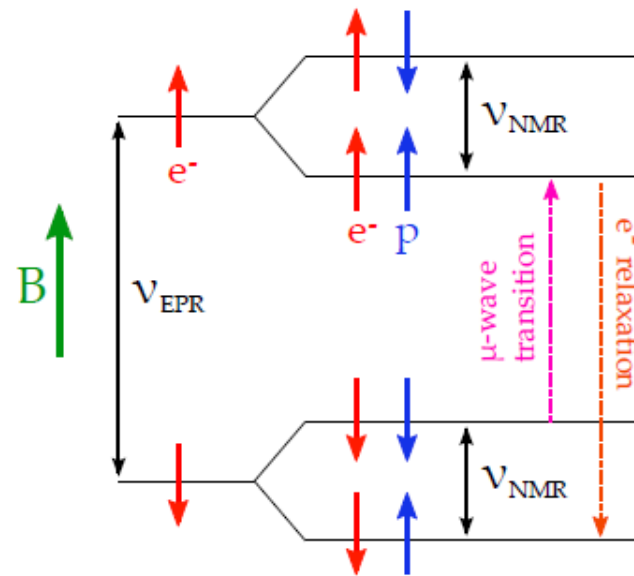 e⁻
ν_NMR
e⁻ p
B
ν_EPR
μ-wave
transition
e⁻ relaxation
ν_NMR